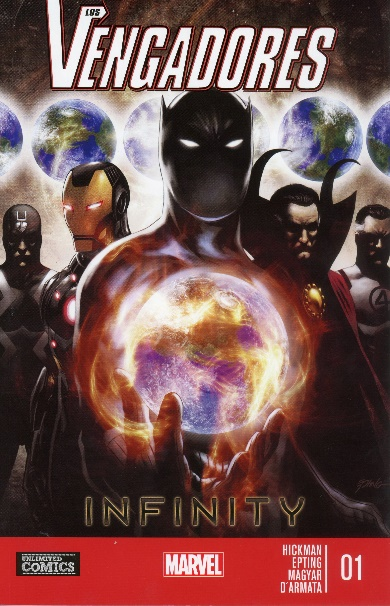 LOS
VENGADORES
INFINITY
UNLIMITED
COMICS
MARVEL
HICKMAN
EPTING
MAGYAR
D'ARMATA
01